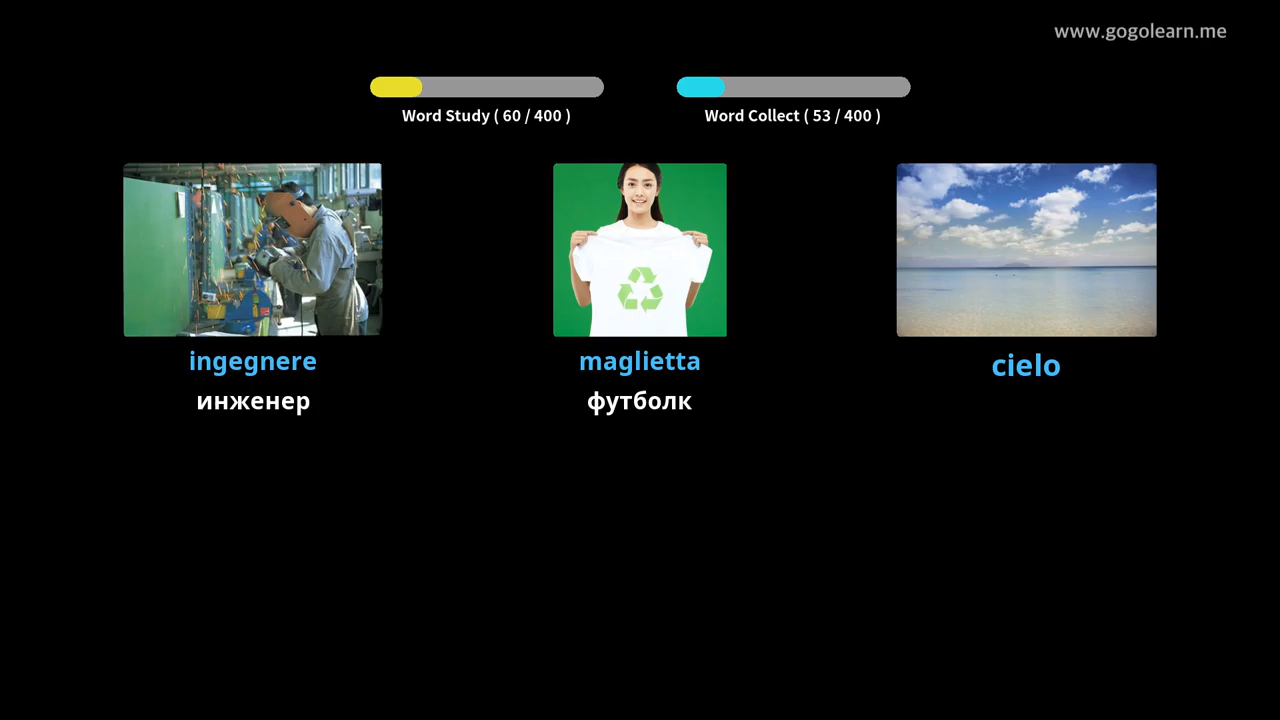 www.gogolearn.me
Word Study ( 60 / 400 )
Word Collect ( 53 / 400 )
ingegnere
maglietta
cielo
инженер
футболк